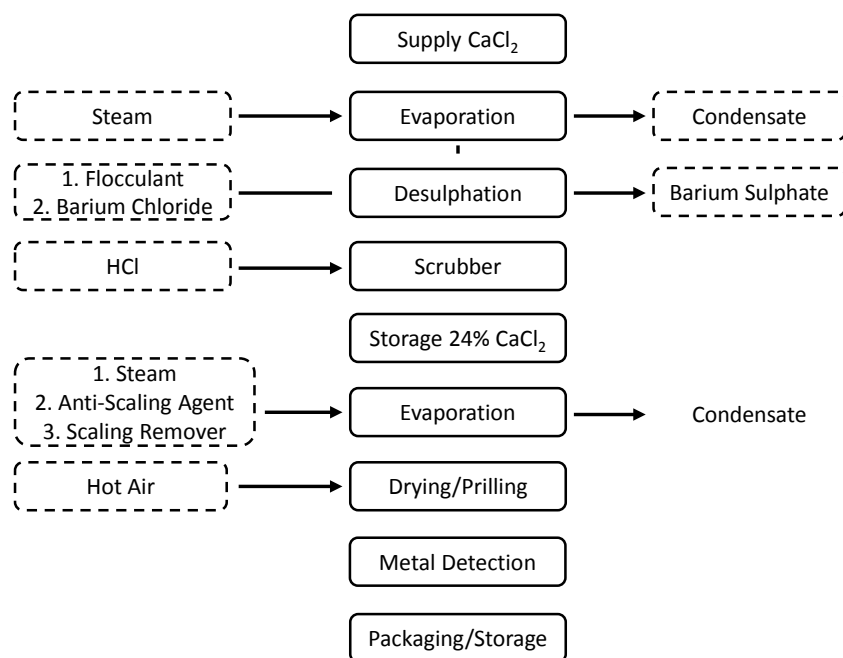 Supply CaCl₂
Steam
Evaporation
Condensate
1. Flocculant
2. Barium Chloride
Desulphation
Barium Sulphate
HCl
Scrubber
Storage 24% CaCl₂
1. Steam
2. Anti-Scaling Agent
3. Scaling Remover
Evaporation
Condensate
Hot Air
Drying/Prilling
Metal Detection
Packaging/Storage